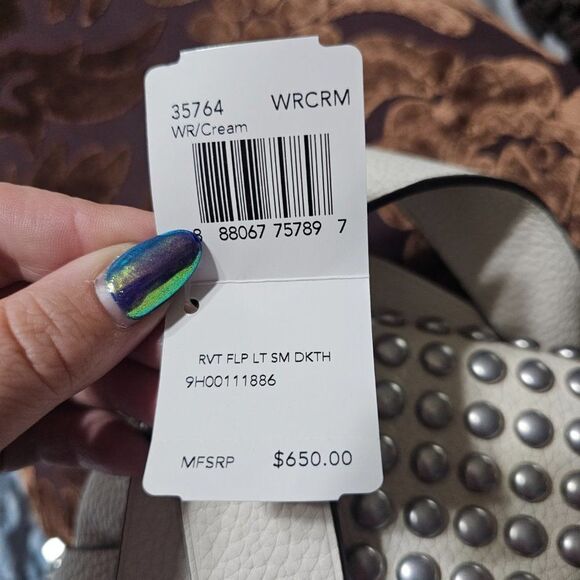 35764 WRCRM
WR/Cream
8 88067 75789 7
RVT FLP LT SM DKTH
9H00111886
MFSRP $650.00